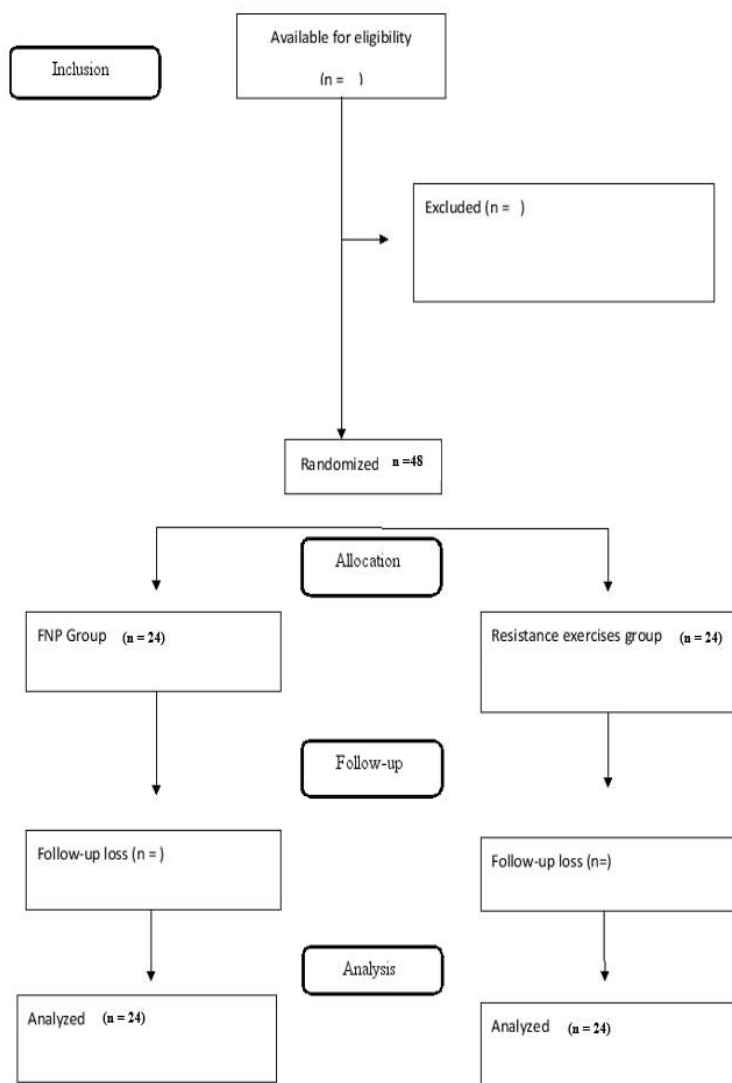 Available for eligibility
Inclusion
(n = )
Excluded (n = )
Randomized n =48
Allocation
FNP Group (n = 24)
Resistance exercises group (n = 24)
Follow-up
Follow-up loss (n = )
Follow-up loss (n=)
Analysis
Analyzed (n = 24)
Analyzed (n = 24)